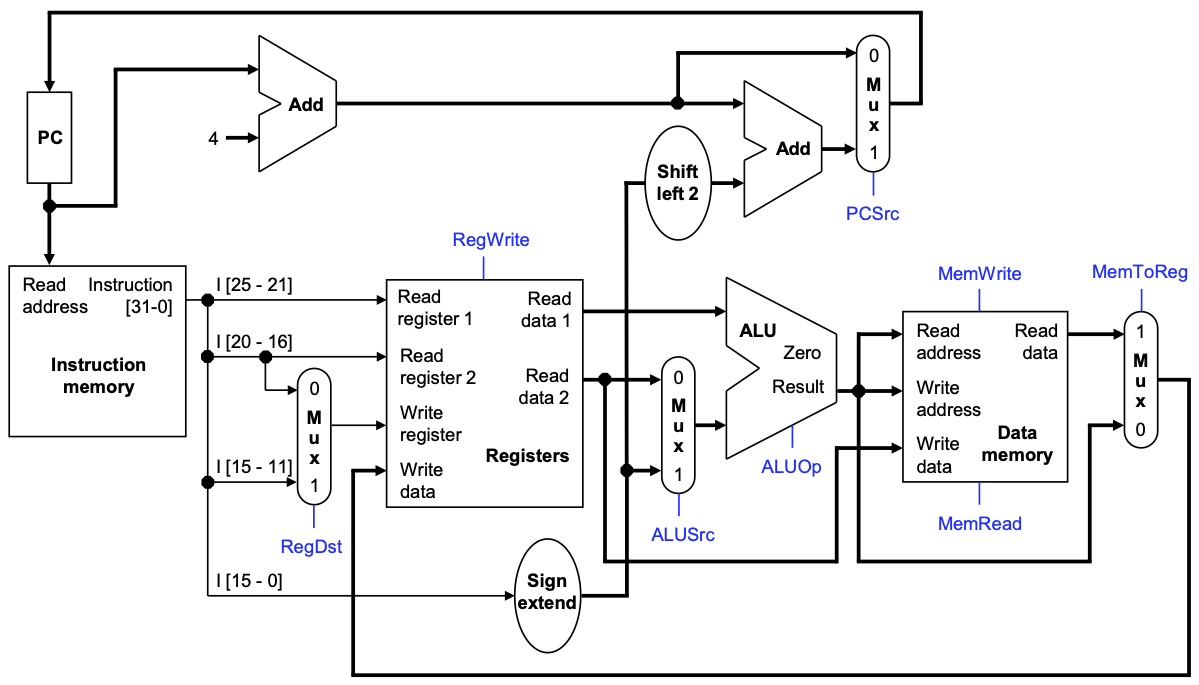 PC
4
Add
Shift
left 2
Add
0
M
u
x
1
PCSrc
Read
address
Instruction
[31-0]
Instruction
memory
I [25 - 21]
I [20 - 16]
I [15 - 11]
I [15 - 0]
0
M
u
x
1
RegDst
RegWrite
Read
register 1
Read
register 2
Write
register
Write
data
Read
data 1
Read
data 2
Registers
Sign
extend
0
M
u
x
1
ALUSrc
ALU
Zero
Result
ALUOp
MemWrite
Read
address
Write
address
Write
data
Read
data
Data
memory
MemRead
MemToReg
1
M
u
x
0